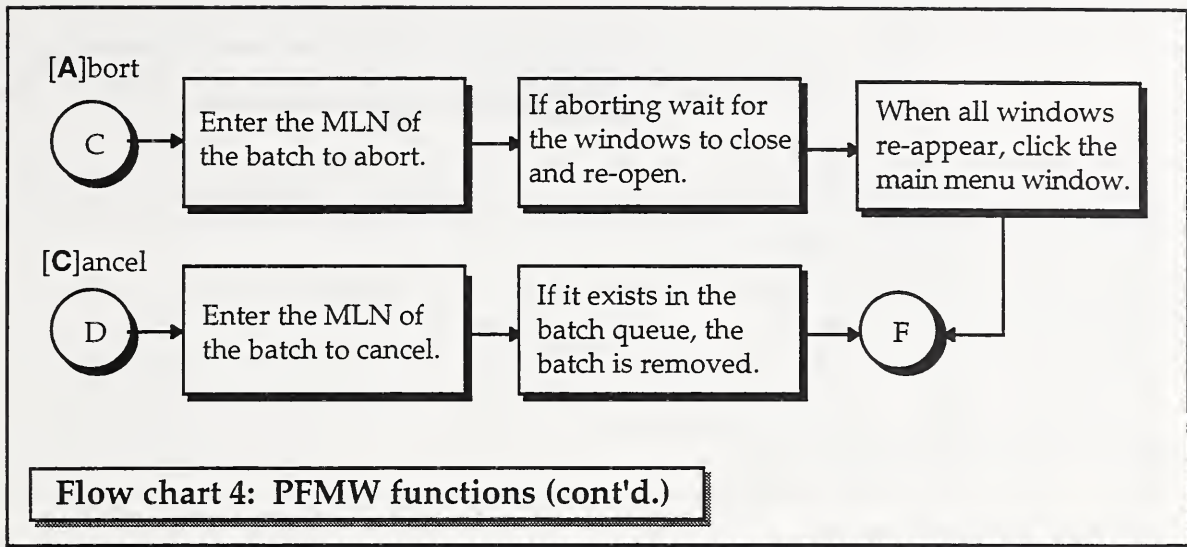 [A]bort
C
Enter the MLN of
the batch to abort.
If aborting wait for
the windows to close
and re-open.
When all windows
re-appear, click the
main menu window.
[C]ancel
D
Enter the MLN of
the batch to cancel.
If it exists in the
batch queue, the
batch is removed.
F
Flow chart 4: PFMW functions (cont'd.)